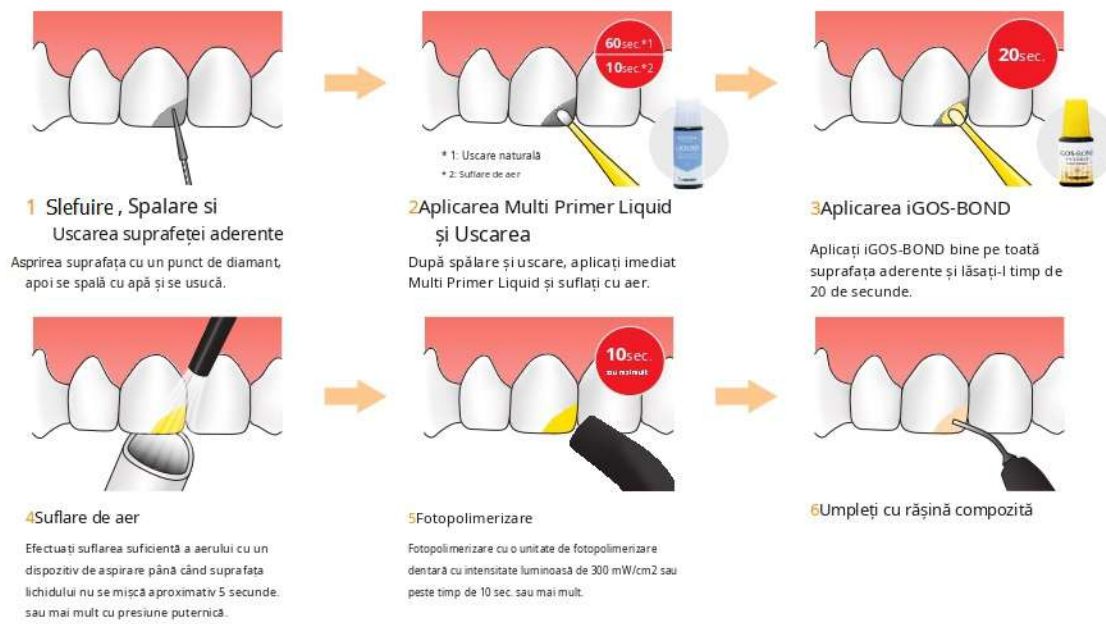 60sec.*1
10sec.*2
* 1: Uscare naturală
* 2: Suflare de aer
20sec.
1 Slefuire , Spalare si
Uscarea suprafeței aderente
Asprirea suprafața cu un punct de diamant,
apoi se spală cu apă și se usucă.
2Aplicarea Multi Primer Liquid
și Uscarea
După spălare și uscare, aplicați imediat
Multi Primer Liquid și suflați cu aer.
3Aplicarea iGOS-BOND
Aplicați iGOS-BOND bine pe toată
suprafața aderente și lăsați-l timp de
20 de secunde.
10sec.
sau mai mult
4Suflare de aer
Efectuați suflarea suficientă a aerului cu un
dispozitiv de aspirare până când suprafața
lichidului nu se mișcă aproximativ 5 secunde.
sau mai mult cu presiune puternică.
5Fotopolimerizare
Fotopolimerizare cu o unitate de fotopolimerizare
dentară cu intensitate luminoasă de 300 mW/cm2 sau
peste timp de 10 sec. sau mai mult.
6Umpleți cu rășină compozită